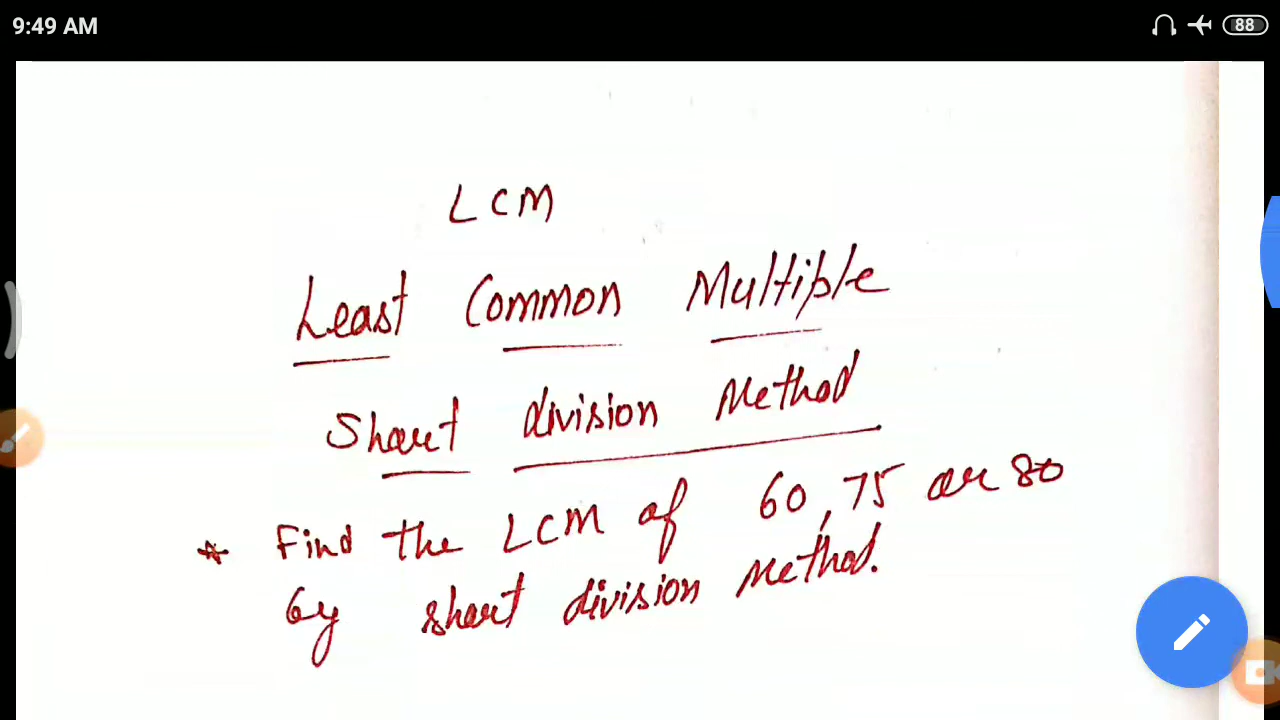 9:49 AM
88
LCM
Least Common Multiple
Short division Method
* Find the LCM of 60, 75 or 80
by short division Method.